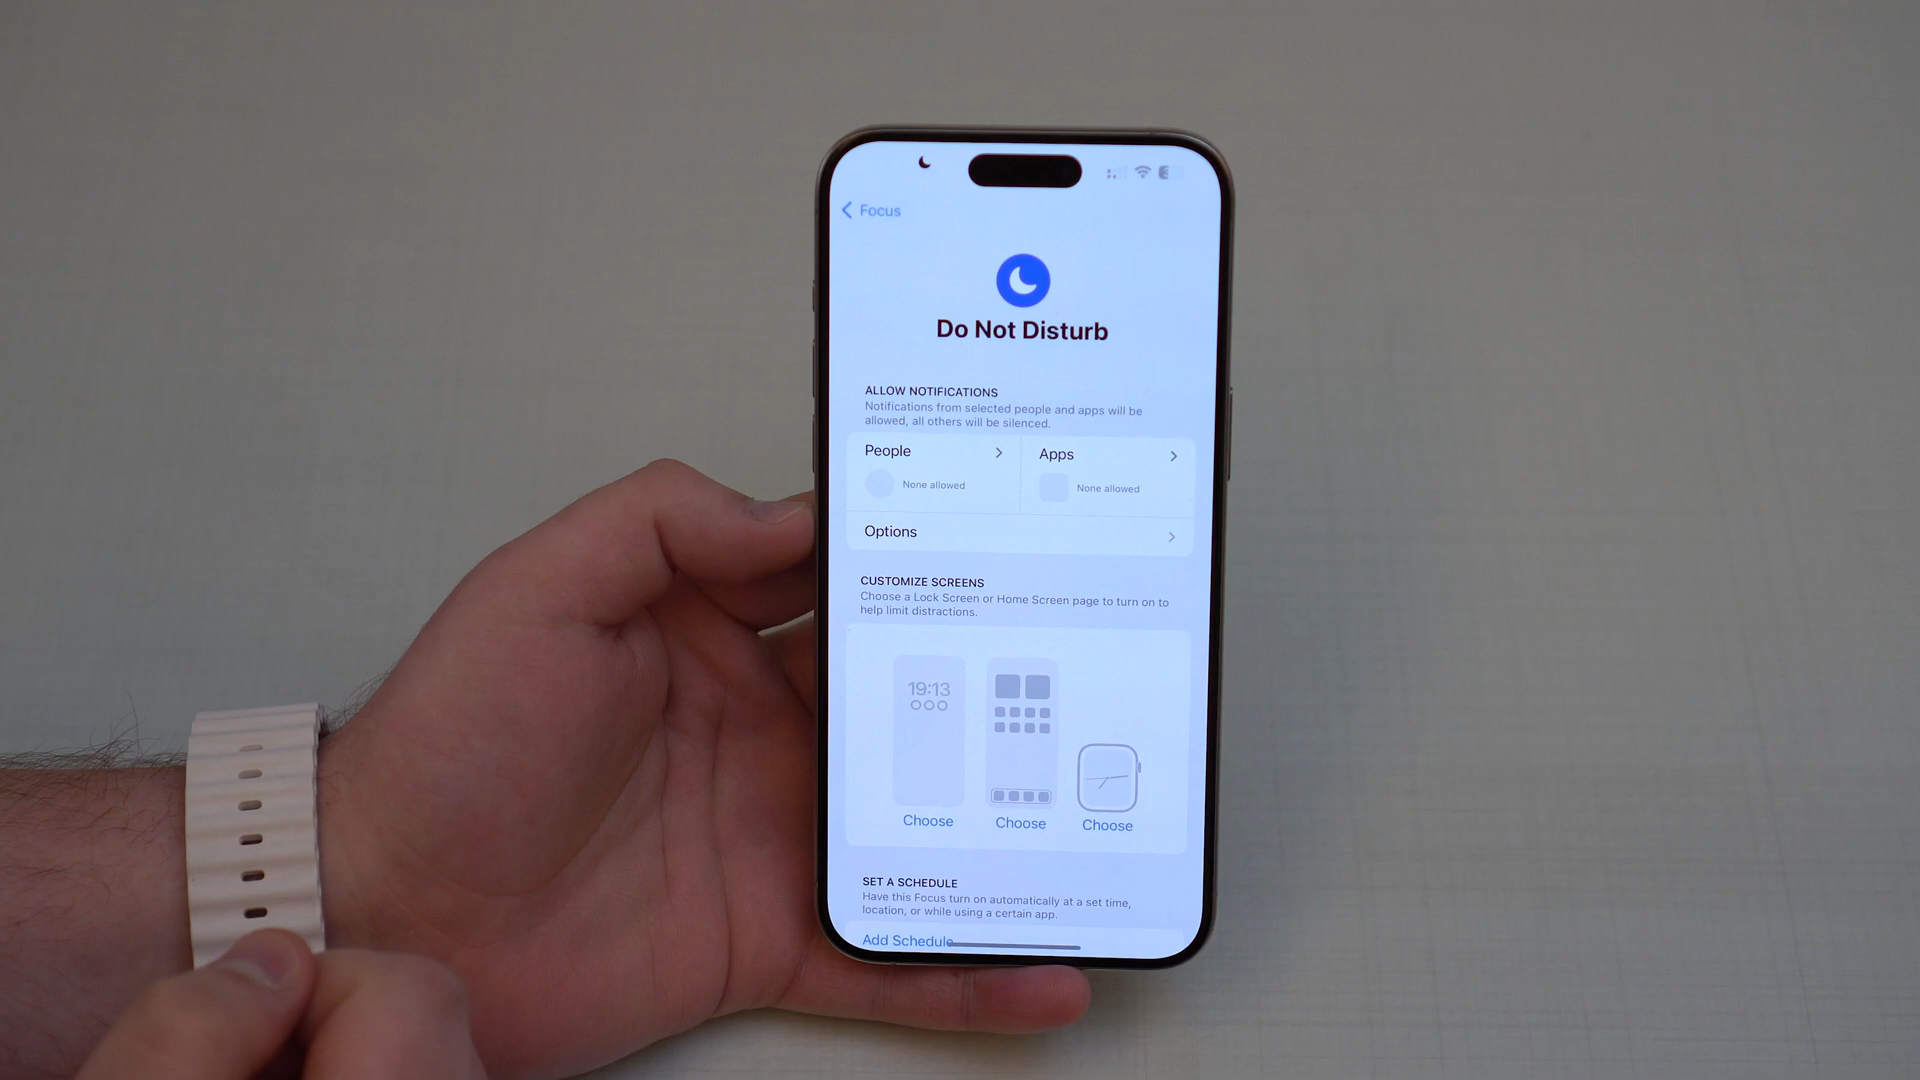 Focus
Do Not Disturb
ALLOW NOTIFICATIONS
Notifications from selected people and apps will be
allowed, all others will be silenced.
People
Apps
None allowed
None allowed
Options
CUSTOMIZE SCREENS
Choose a Lock Screen or Home Screen page to turn on to
help limit distractions.
19:13
Choose
Choose
Choose
SET A SCHEDULE
Have this Focus turn on automatically at a set time,
location, or while using a certain app.
Add Schedule